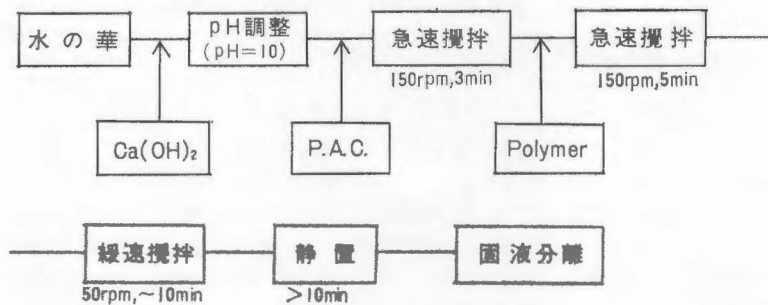 水の華
pH調整
(pH=10)
急速攪拌
150rpm,3min
急速攪拌
150rpm,5min
Ca(OH)₂
P.A.C.
Polymer
緩速攪拌
50rpm,~10min
静置
>10min
固液分離